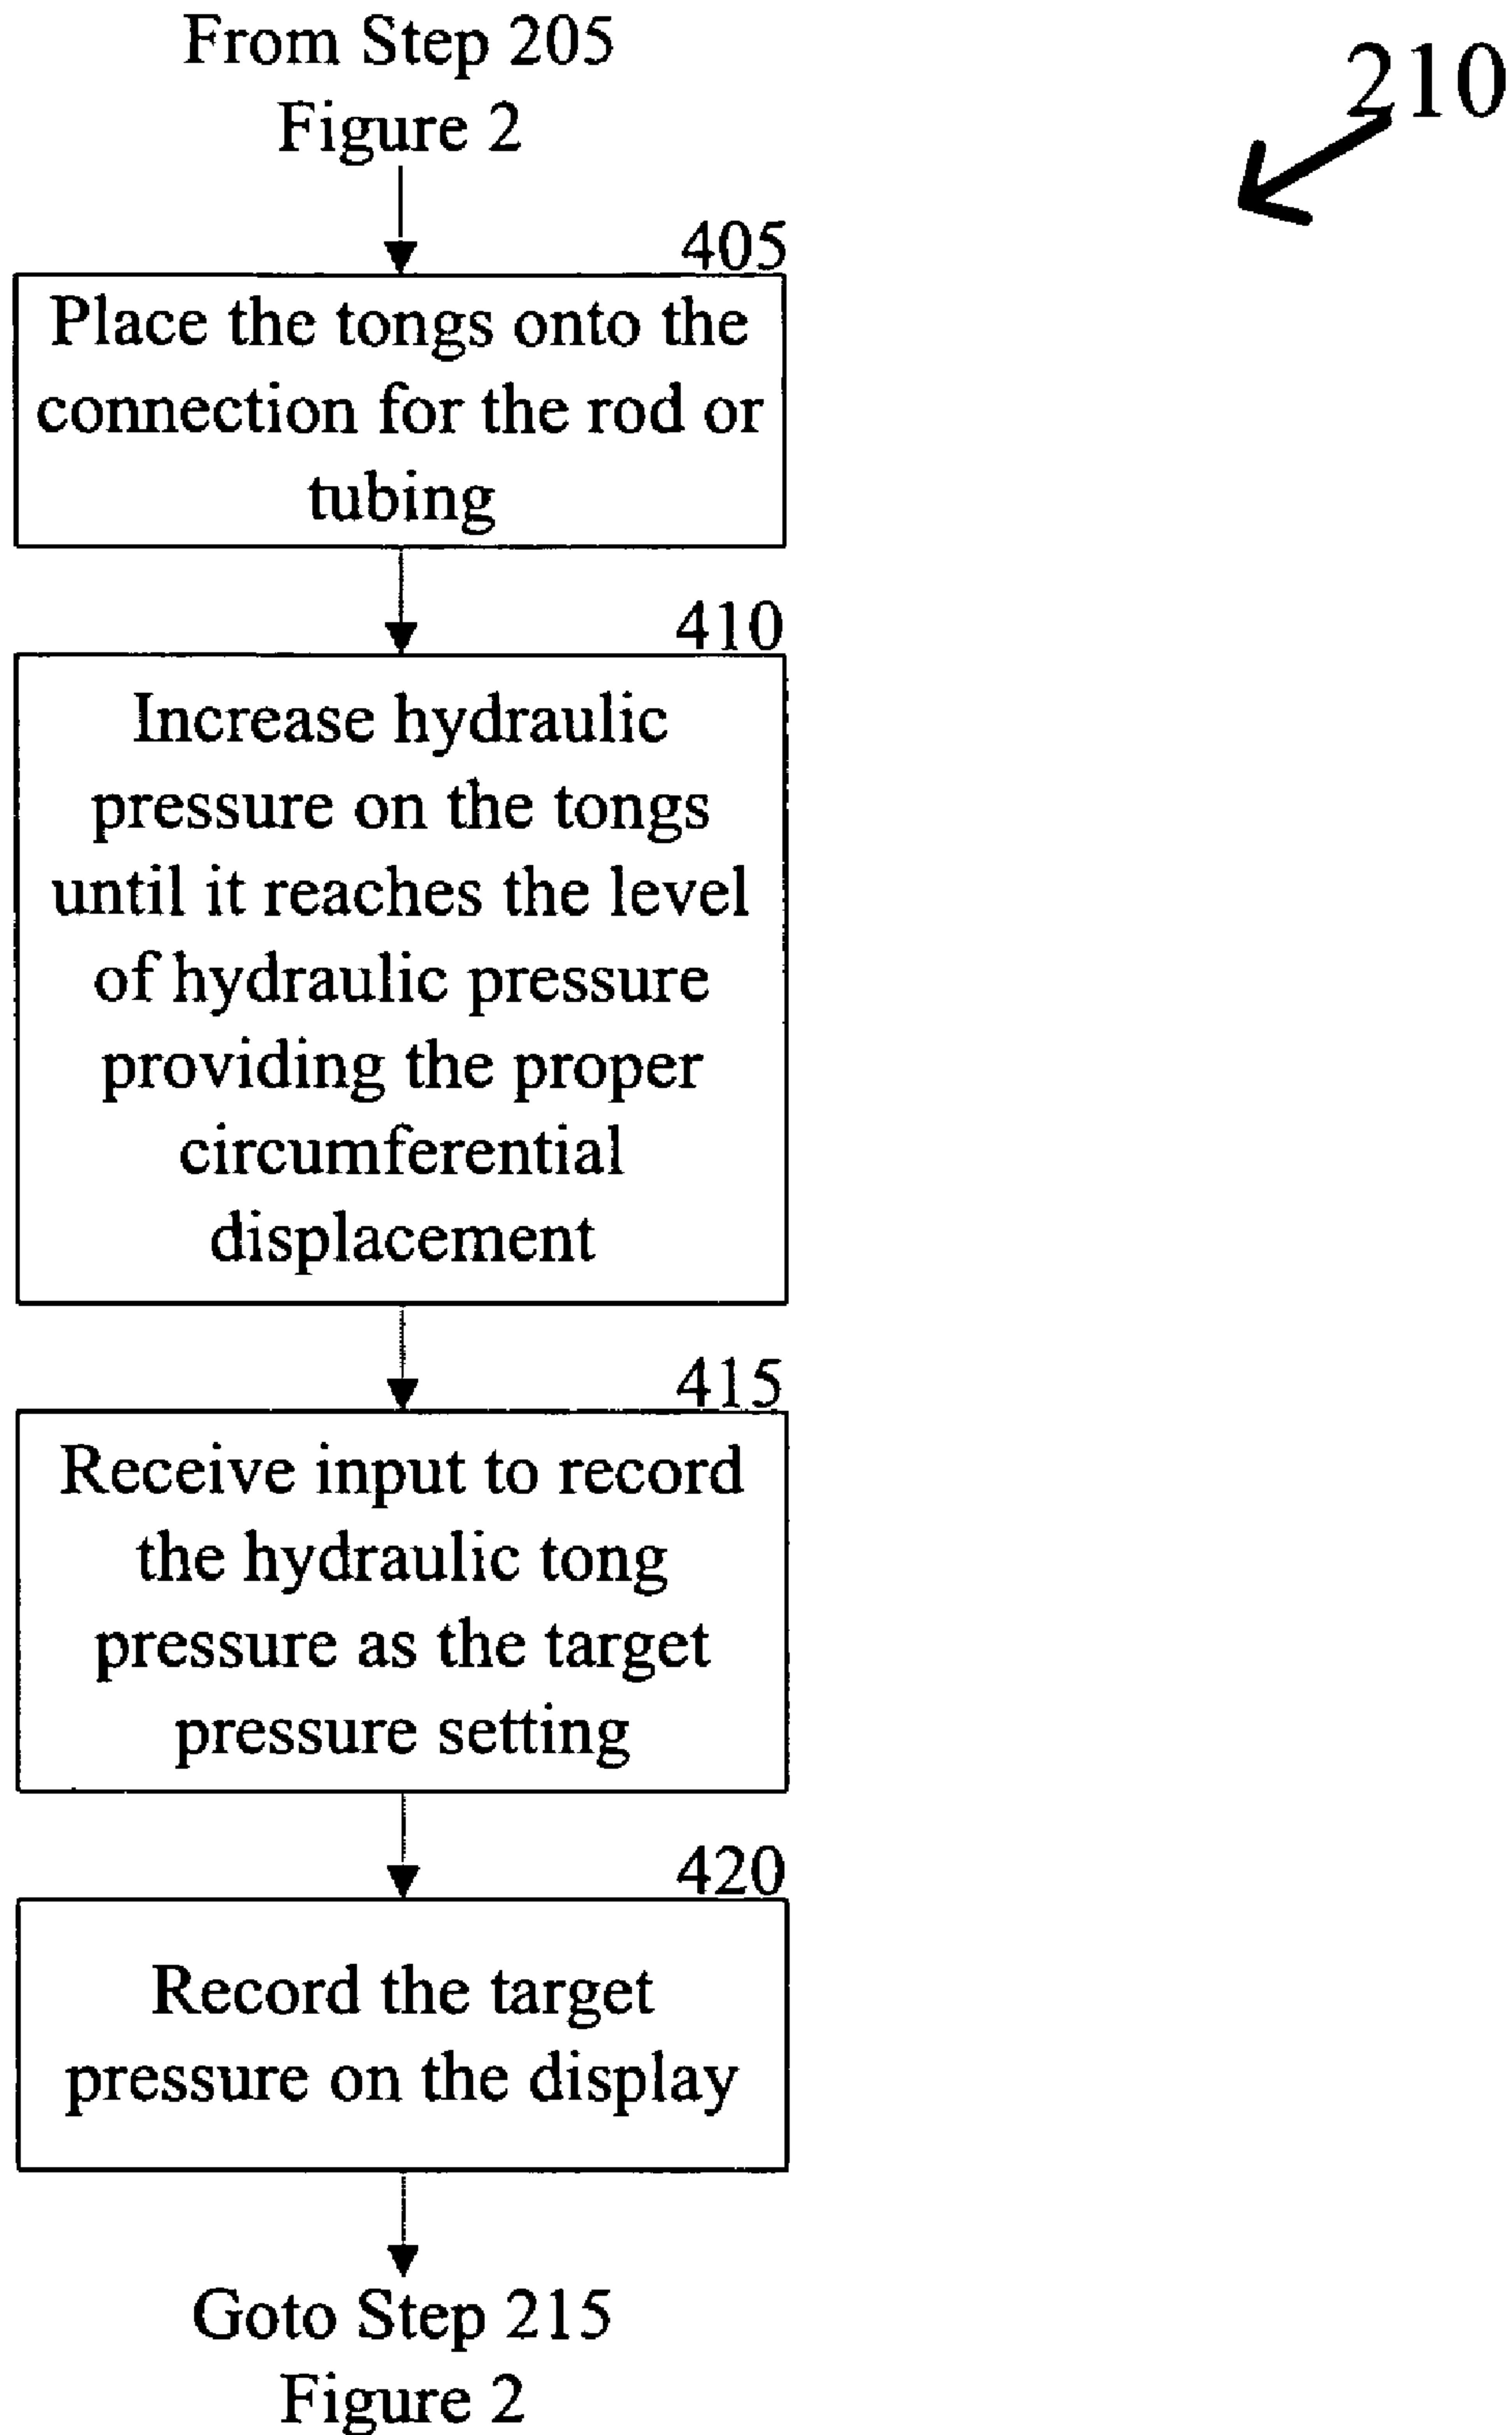 From Step 205
Figure 2
210
405
Place the tongs onto the
connection for the rod or
tubing
410
Increase hydraulic
pressure on the tongs
until it reaches the level
of hydraulic pressure
providing the proper
circumferential
displacement
415
Receive input to record
the hydraulic tong
pressure as the target
pressure setting
420
Record the target
pressure on the display
Goto Step 215
Figure 2